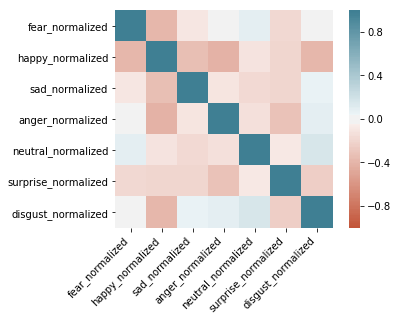 fear_normalized
happy_normalized
sad_normalized
anger_normalized
neutral_normalized
surprise_normalized
disgust_normalized
fear_normalized
happy_normalized
sad_normalized
anger_normalized
neutral_normalized
surprise_normalized
disgust_normalized
0.8
0.4
0.0
−0.4
−0.8